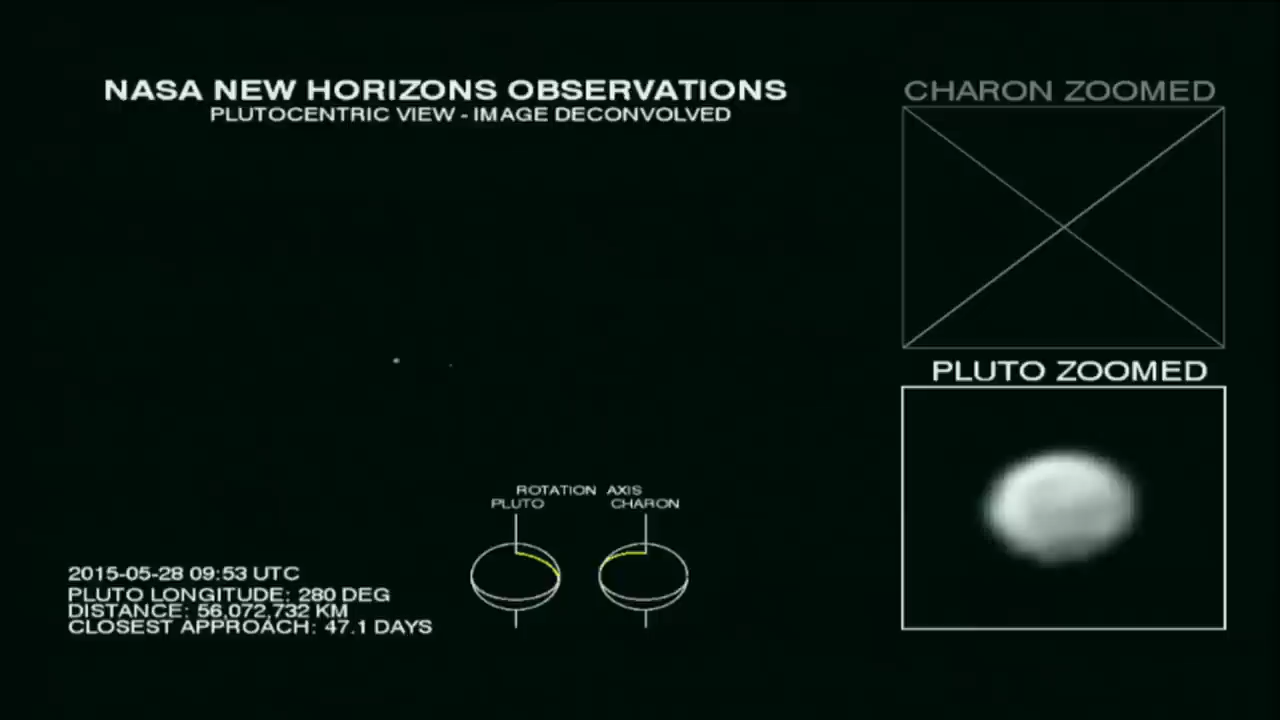 NASA NEW HORIZONS OBSERVATIONS
PLUTOCENTRIC VIEW - IMAGE DECONVOLVED
CHARON ZOOMED
PLUTO ZOOMED
ROTATION AXIS
PLUTO CHARON
2015-05-28 09:53 UTC
PLUTO LONGITUDE: 280 DEG
DISTANCE: 56,072,732 KM
CLOSEST APPROACH: 47.1 DAYS